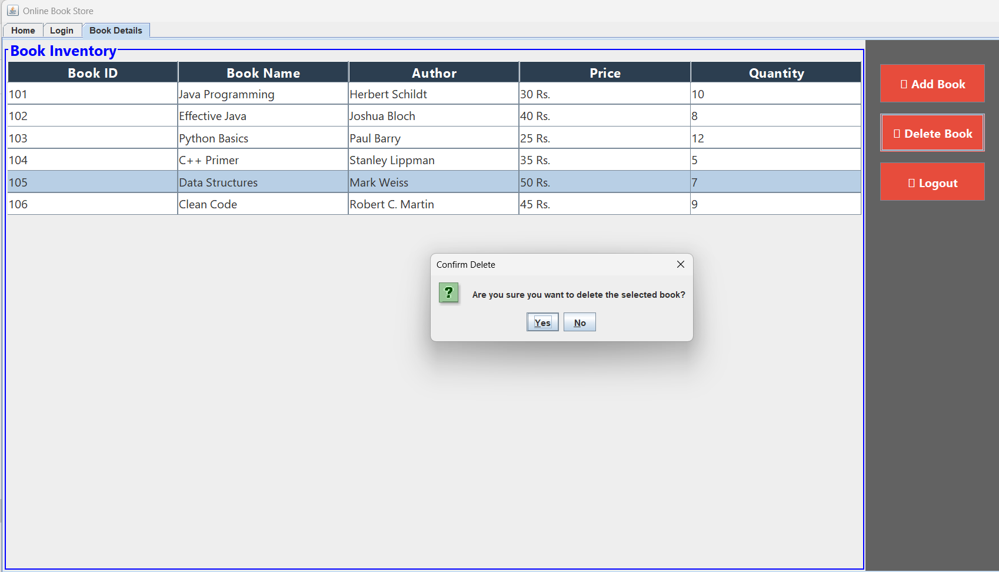 Online Book Store
Home Login Book Details
Book Inventory
Book ID Book Name Author Price Quantity
101 Java Programming Herbert Schildt 30 Rs. 10
102 Effective Java Joshua Bloch 40 Rs. 8
103 Python Basics Paul Barry 25 Rs. 12
104 C++ Primer Stanley Lippman 35 Rs. 5
105 Data Structures Mark Weiss 50 Rs. 7
106 Clean Code Robert C. Martin 45 Rs. 9
Add Book
Delete Book
Logout
Confirm Delete
Are you sure you want to delete the selected book?
Yes No